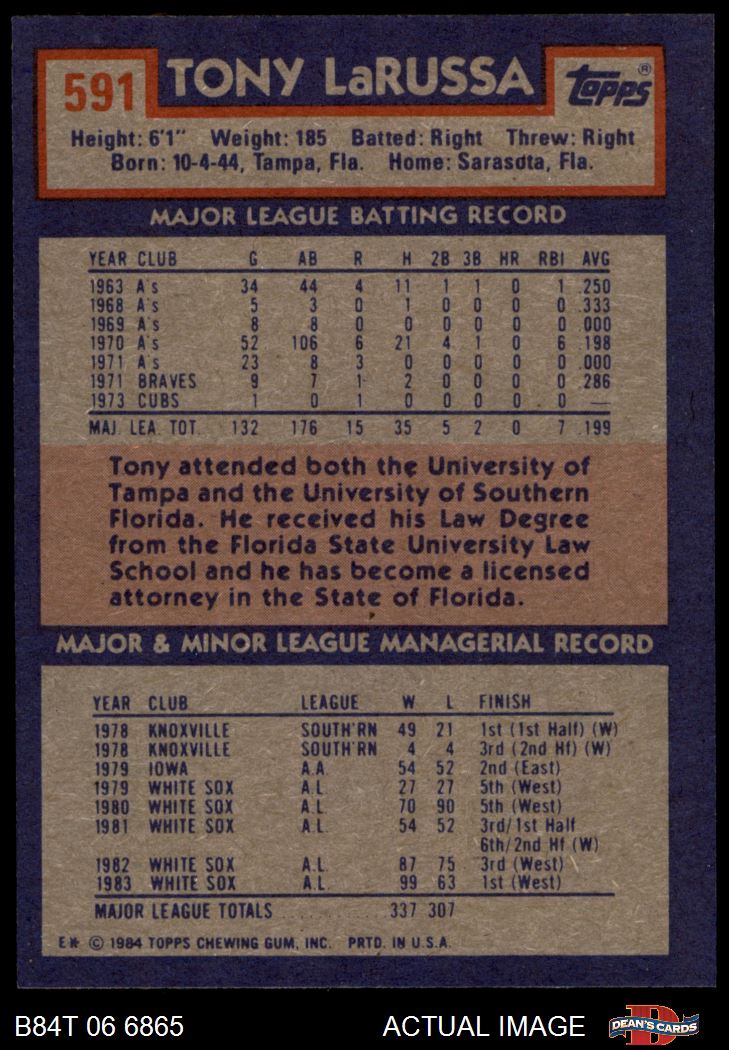 591 TONY LaRUSSA Topps®
Height: 6'1" Weight: 185 Batted: Right Threw: Right
Born: 10-4-44, Tampa, Fla. Home: Sarasota, Fla.
MAJOR LEAGUE BATTING RECORD
YEAR CLUB G AB R H 2B 3B HR RBI AVG
1963 A's 34 44 4 11 1 1 0 1 .250
1968 A's 5 3 0 1 0 0 0 0 .333
1969 A's 8 8 0 0 0 0 0 0 .000
1970 A's 52 106 6 21 4 1 0 6 .198
1971 A's 23 8 3 0 0 0 0 0 .000
1971 BRAVES 9 7 1 2 0 0 0 0 .286
1973 CUBS 1 0 1 0 0 0 0 0 —
MAJ. LEA. TOT. 132 176 15 35 5 2 0 7 .199
Tony attended both the University of
Tampa and the University of Southern
Florida. He received his Law Degree
from the Florida State University Law
School and he has become a licensed
attorney in the State of Florida.
MAJOR & MINOR LEAGUE MANAGERIAL RECORD
YEAR CLUB LEAGUE W L FINISH
1978 KNOXVILLE SOUTH'RN 49 21 1st (1st Half) (W)
1978 KNOXVILLE SOUTH'RN 4 4 3rd (2nd Hf) (W)
1979 IOWA A.A. 54 52 2nd (East)
1979 WHITE SOX A.L. 27 27 5th (West)
1980 WHITE SOX A.L. 70 90 5th (West)
1981 WHITE SOX A.L. 54 52 3rd/1st Half
6th/2nd Hf (W)
1982 WHITE SOX A.L. 87 75 3rd (West)
1983 WHITE SOX A.L. 99 63 1st (West)
MAJOR LEAGUE TOTALS 337 307
E* © 1984 TOPPS CHEWING GUM, INC. PRTD. IN U.S.A.
B84T 06 6865 ACTUAL IMAGE DEAN'S CARDS